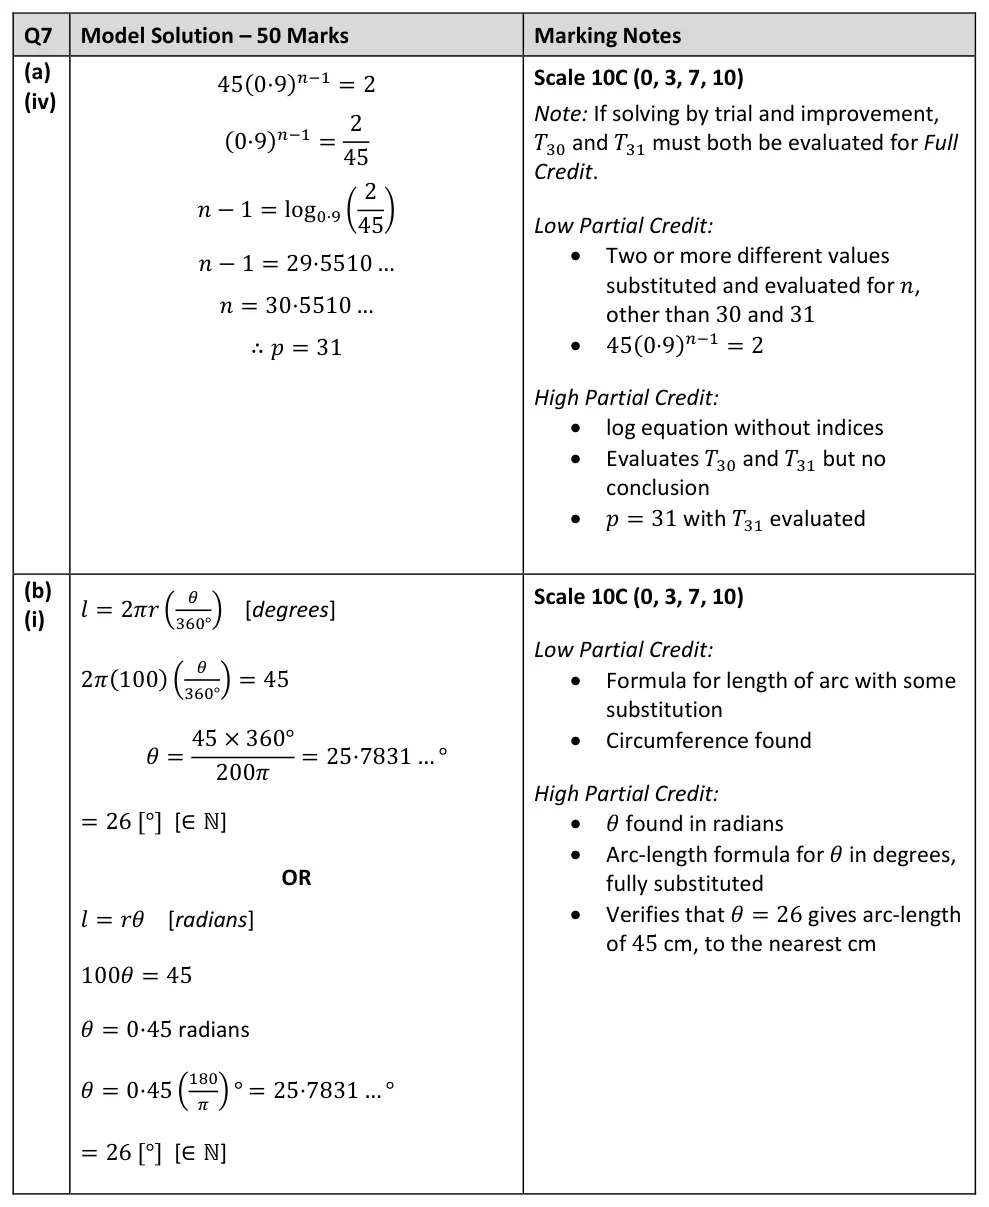 Q7 Model Solution – 50 Marks Marking Notes
(a)
(iv)
45(0·9)ⁿ⁻¹ = 2
(0·9)ⁿ⁻¹ = 2/45
n − 1 = log₀.₉ (2/45)
n − 1 = 29·5510 …
n = 30·5510 …
∴ p = 31
Scale 10C (0, 3, 7, 10)
Note: If solving by trial and improvement,
T₃₀ and T₃₁ must both be evaluated for Full
Credit.
Low Partial Credit:
• Two or more different values
substituted and evaluated for n,
other than 30 and 31
• 45(0·9)ⁿ⁻¹ = 2
High Partial Credit:
• log equation without indices
• Evaluates T₃₀ and T₃₁ but no
conclusion
• p = 31 with T₃₁ evaluated
(b)
(i)
l = 2πr (θ/360°) [degrees]
2π(100) (θ/360°) = 45
θ = (45 × 360°)/(200π) = 25·7831 … °
= 26 [°] [∈ ℕ]
OR
l = rθ [radians]
100θ = 45
θ = 0·45 radians
θ = 0·45 (180/π) ° = 25·7831 … °
= 26 [°] [∈ ℕ]
Scale 10C (0, 3, 7, 10)
Low Partial Credit:
• Formula for length of arc with some
substitution
• Circumference found
High Partial Credit:
• θ found in radians
• Arc-length formula for θ in degrees,
fully substituted
• Verifies that θ = 26 gives arc-length
of 45 cm, to the nearest cm